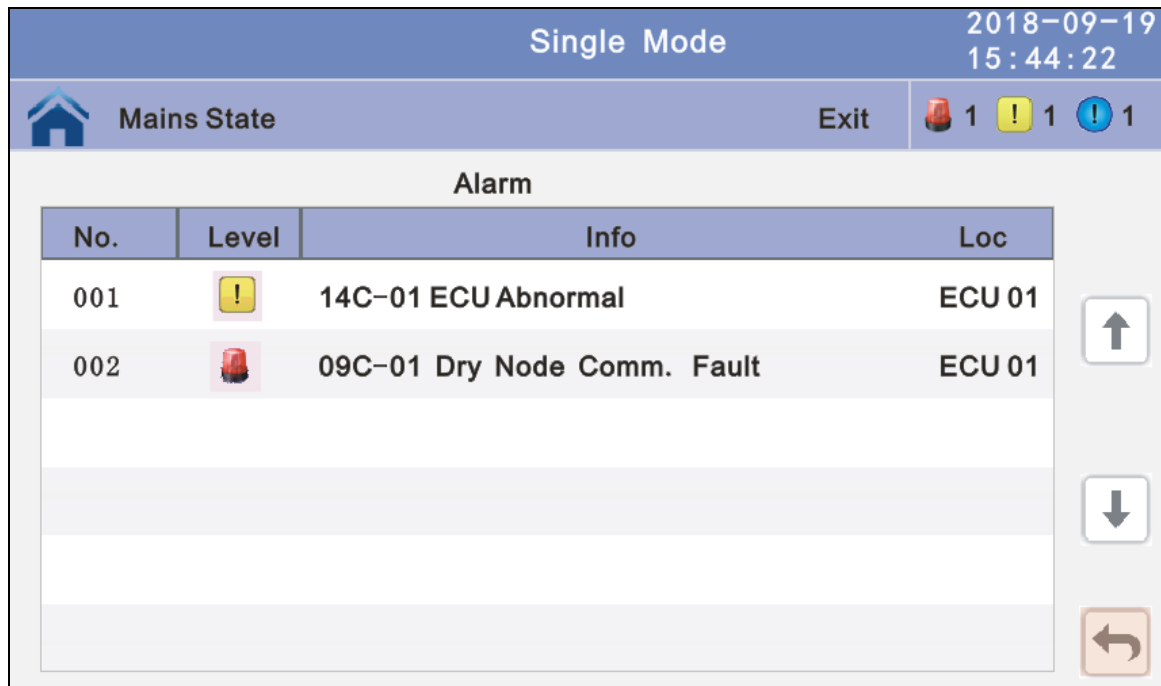 Single Mode
2018-09-19
15:44:22
Mains State Exit 1 ! 1 ! 1
Alarm
No. Level Info Loc
001 ! 14C-01 ECU Abnormal ECU 01
002 09C-01 Dry Node Comm. Fault ECU 01